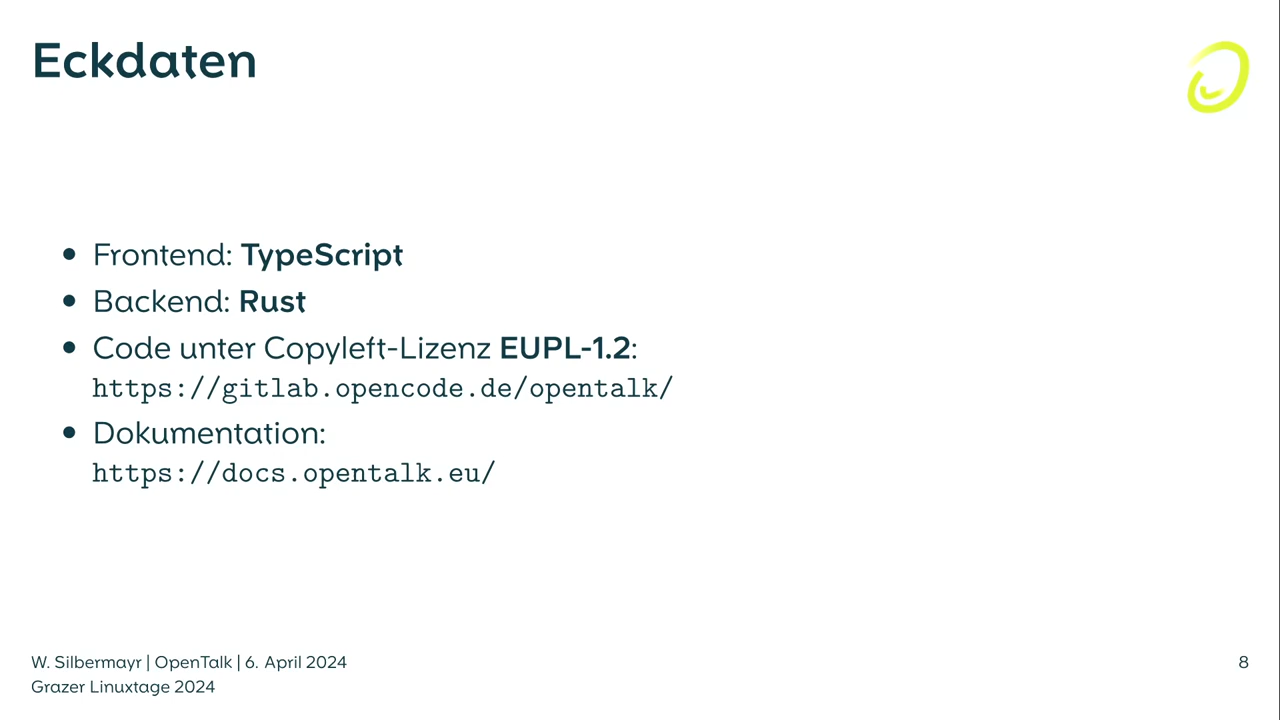 Eckdaten
• Frontend: TypeScript
• Backend: Rust
• Code unter Copyleft-Lizenz EUPL-1.2:
https://gitlab.opencode.de/opentalk/
• Dokumentation:
https://docs.opentalk.eu/
W. Silbermayr | OpenTalk | 6. April 2024
Grazer Linuxtage 2024
8